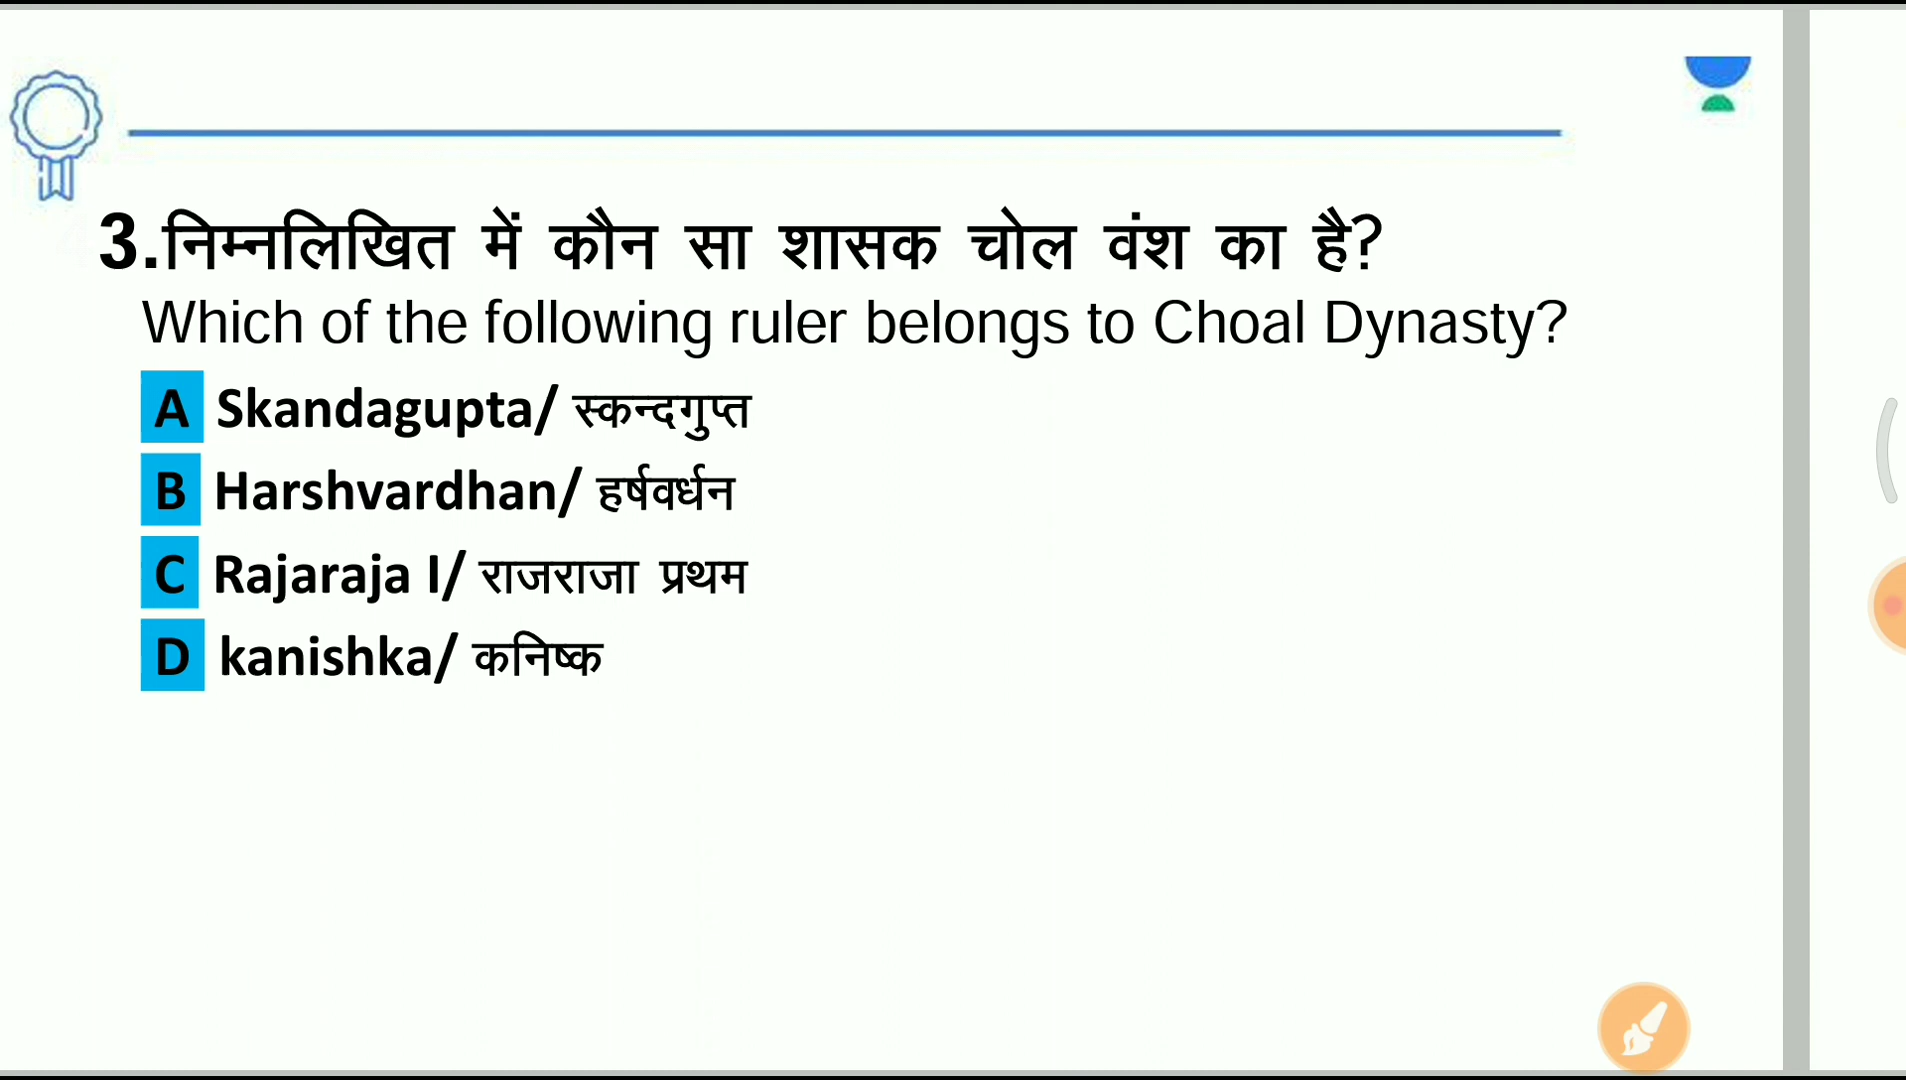 3.निम्नलिखित में कौन सा शासक चोल वंश का है?
Which of the following ruler belongs to Choal Dynasty?
A Skandagupta/ स्कन्दगुप्त
B Harshvardhan/ हर्षवर्धन
C Rajaraja I/ राजराजा प्रथम
D kanishka/ कनिष्क